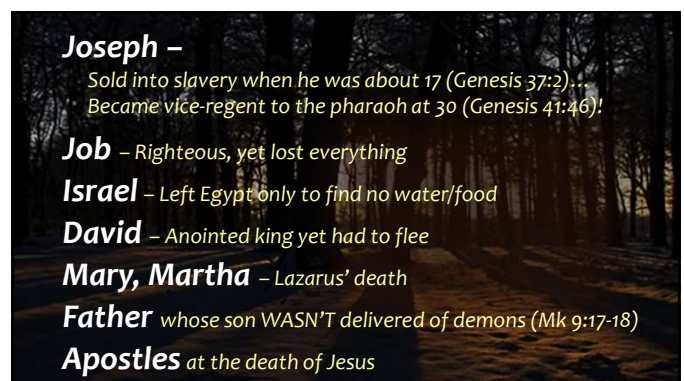 Joseph –
Sold into slavery when he was about 17 (Genesis 37:2)…
Became vice-regent to the pharaoh at 30 (Genesis 41:46)!
Job – Righteous, yet lost everything
Israel – Left Egypt only to find no water/food
David – Anointed king yet had to flee
Mary, Martha – Lazarus’ death
Father whose son WASN’T delivered of demons (Mk 9:17-18)
Apostles at the death of Jesus